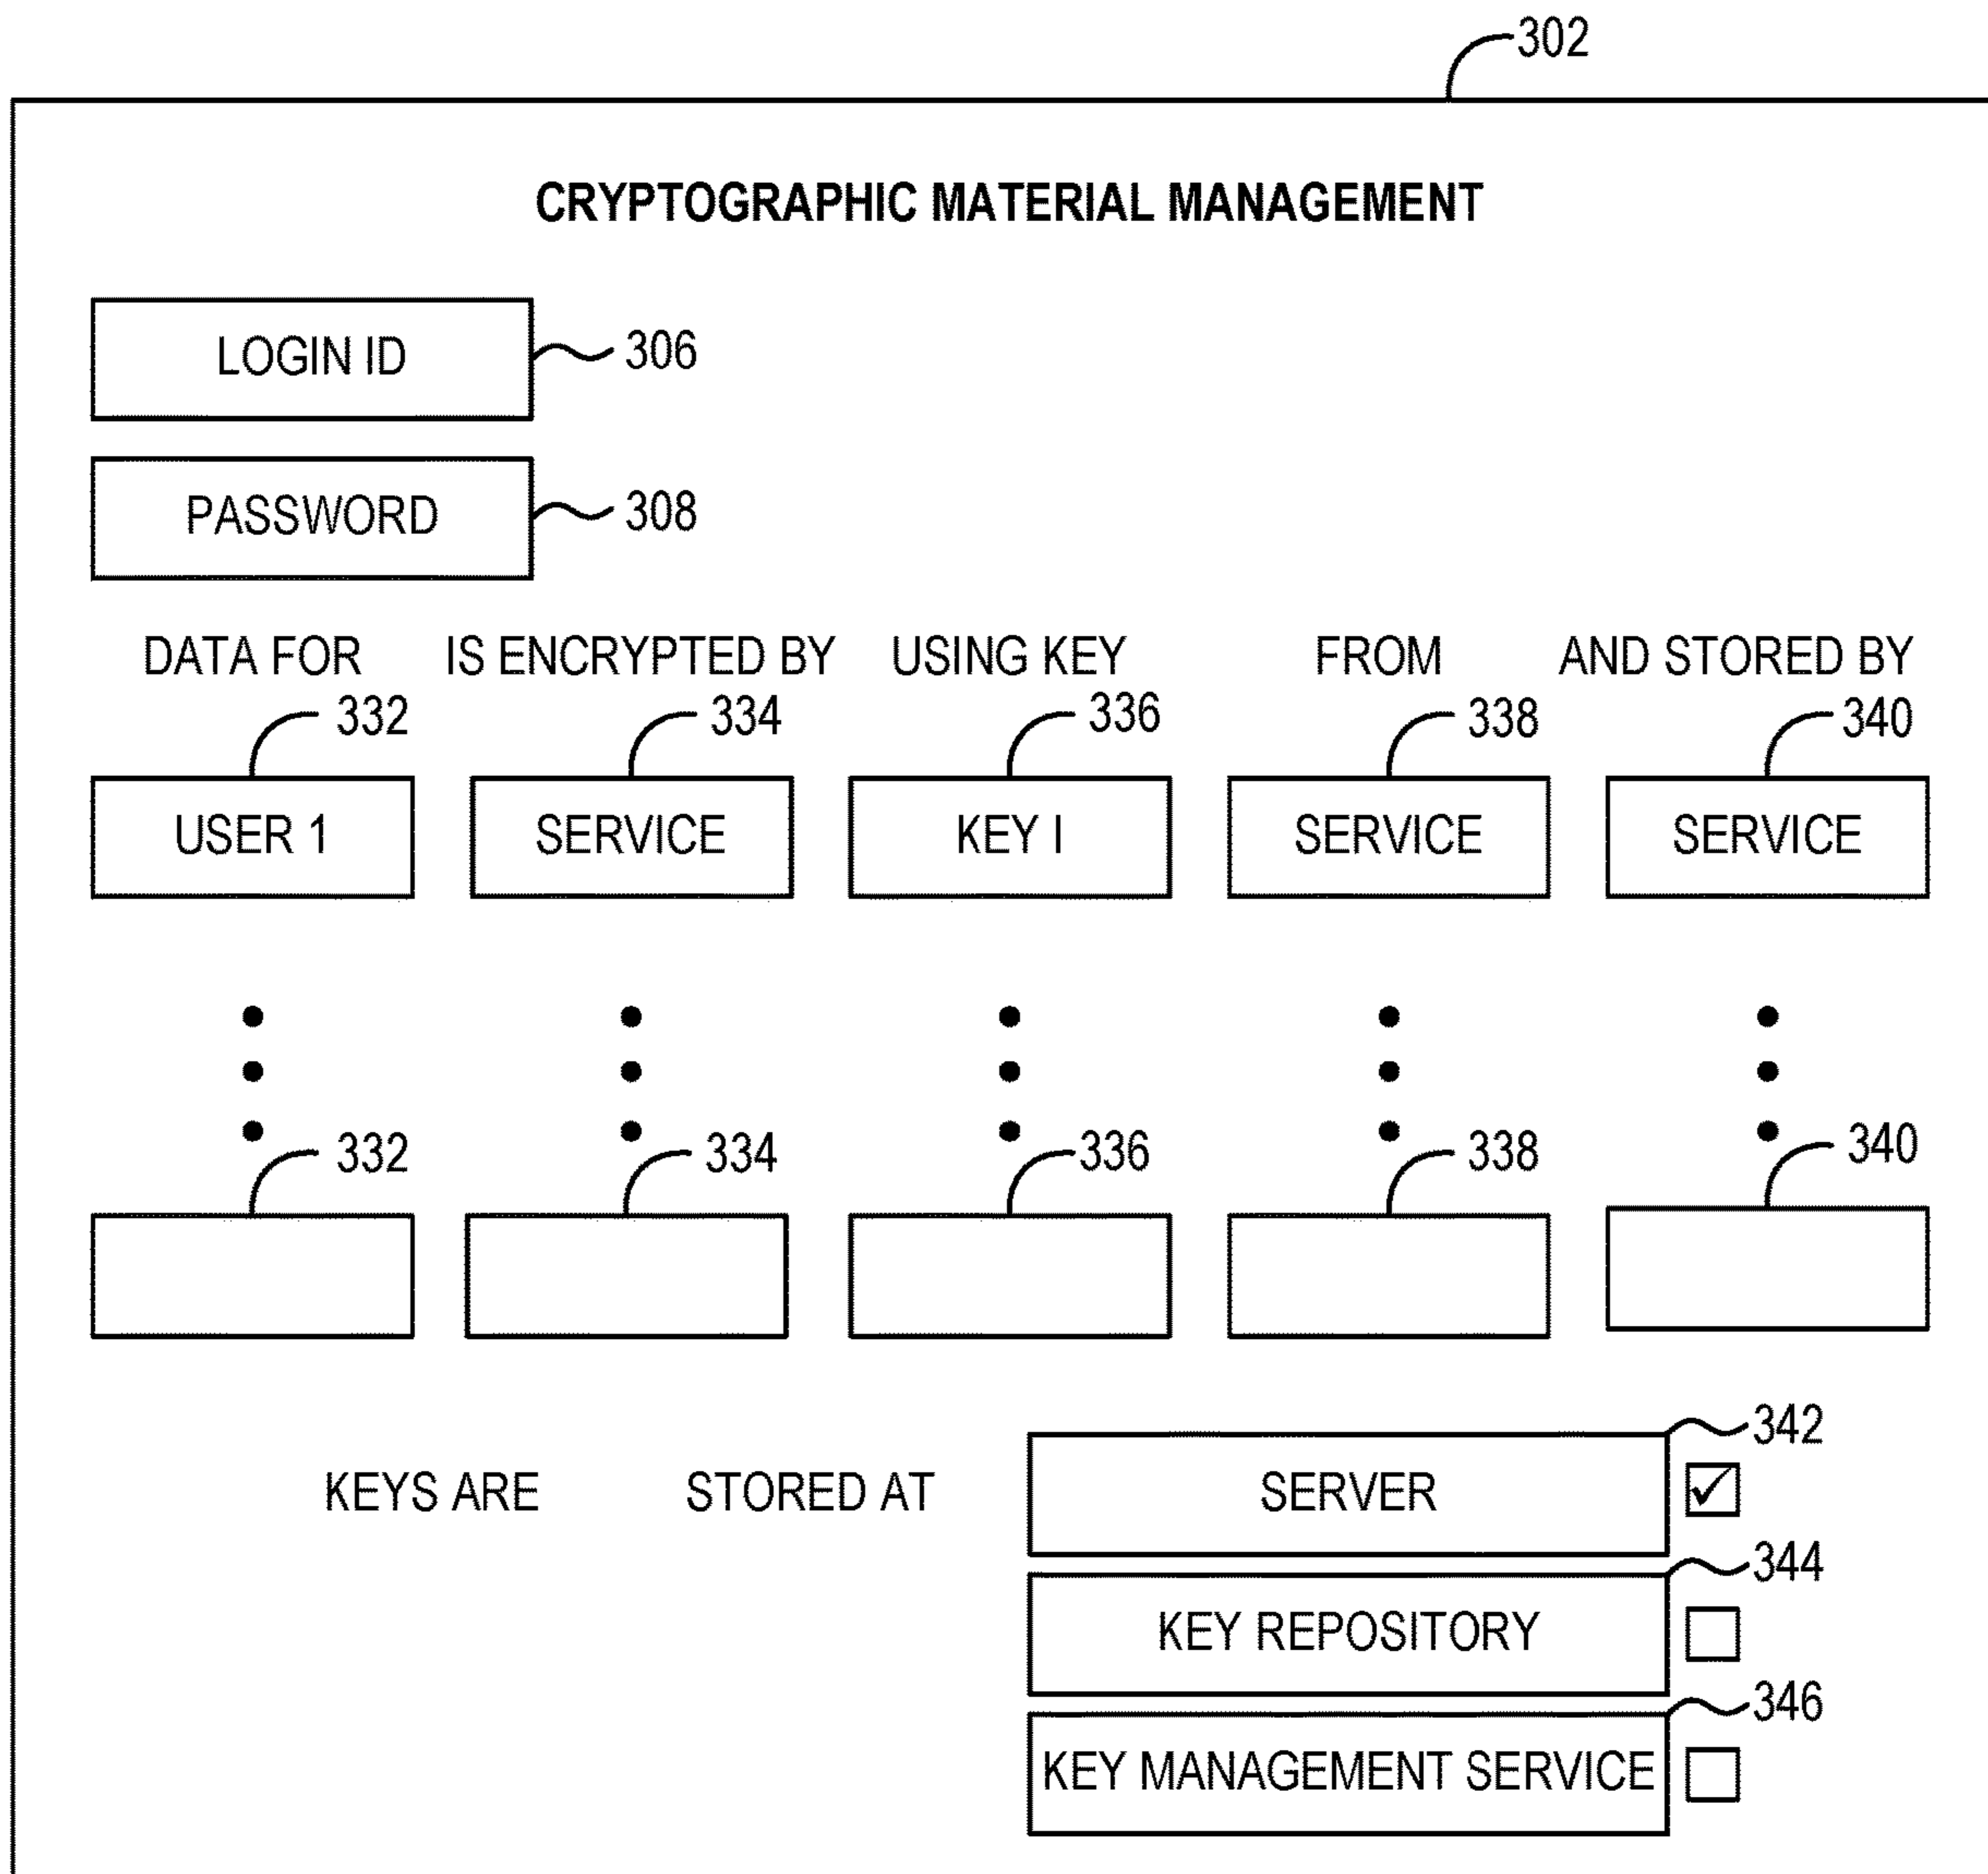 302
CRYPTOGRAPHIC MATERIAL MANAGEMENT
LOGIN ID 306
PASSWORD 308
DATA FOR IS ENCRYPTED BY USING KEY FROM AND STORED BY
332 334 336 338 340
USER 1 SERVICE KEY I SERVICE SERVICE
332 334 336 338 340
342
KEYS ARE STORED AT SERVER
344
KEY REPOSITORY
346
KEY MANAGEMENT SERVICE